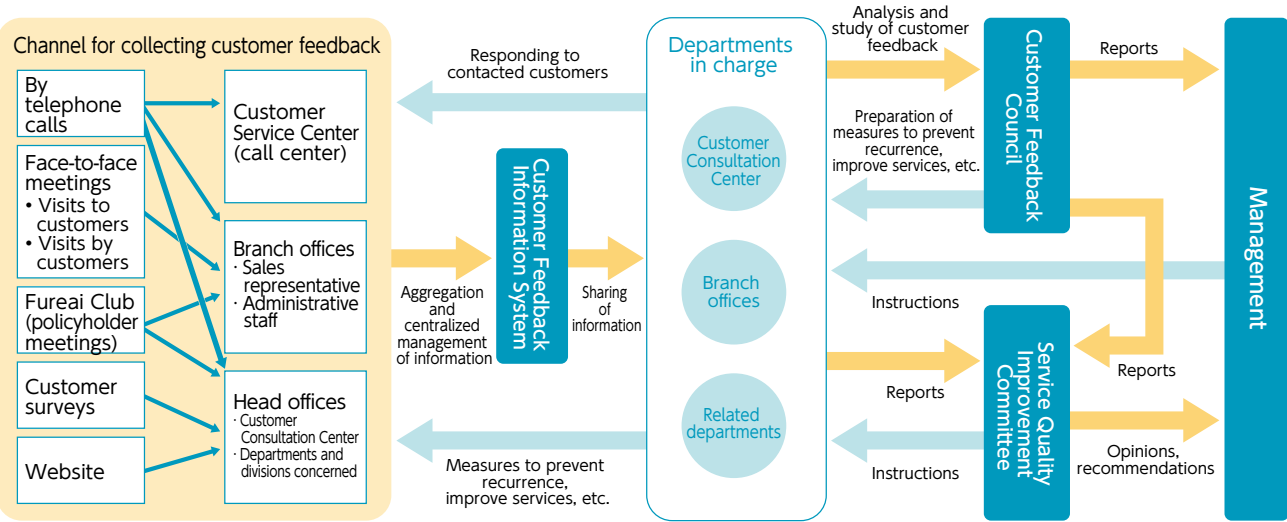 Channel for collecting customer feedback
By
telephone
calls
Face-to-face
meetings
• Visits to
customers
• Visits by
customers
Fureai Club
(policyholder
meetings)
Customer
surveys
Website
Customer
Service Center
(call center)
Branch offices
· Sales
representative
· Administrative
staff
Head offices
· Customer
Consultation Center
· Departments and
divisions concerned
Aggregation
and
centralized
management
of information
Customer Feedback
Information System
Sharing
of
information
Responding to
contacted customers
Measures to prevent
recurrence,
improve services, etc.
Departments
in charge
Customer
Consultation
Center
Branch
offices
Related
departments
Analysis and
study of customer
feedback
Preparation of
measures to prevent
recurrence,
improve services, etc.
Instructions
Reports
Instructions
Customer Feedback
Council
Service Quality
Improvement
Committee
Reports
Reports
Opinions,
recommendations
Management